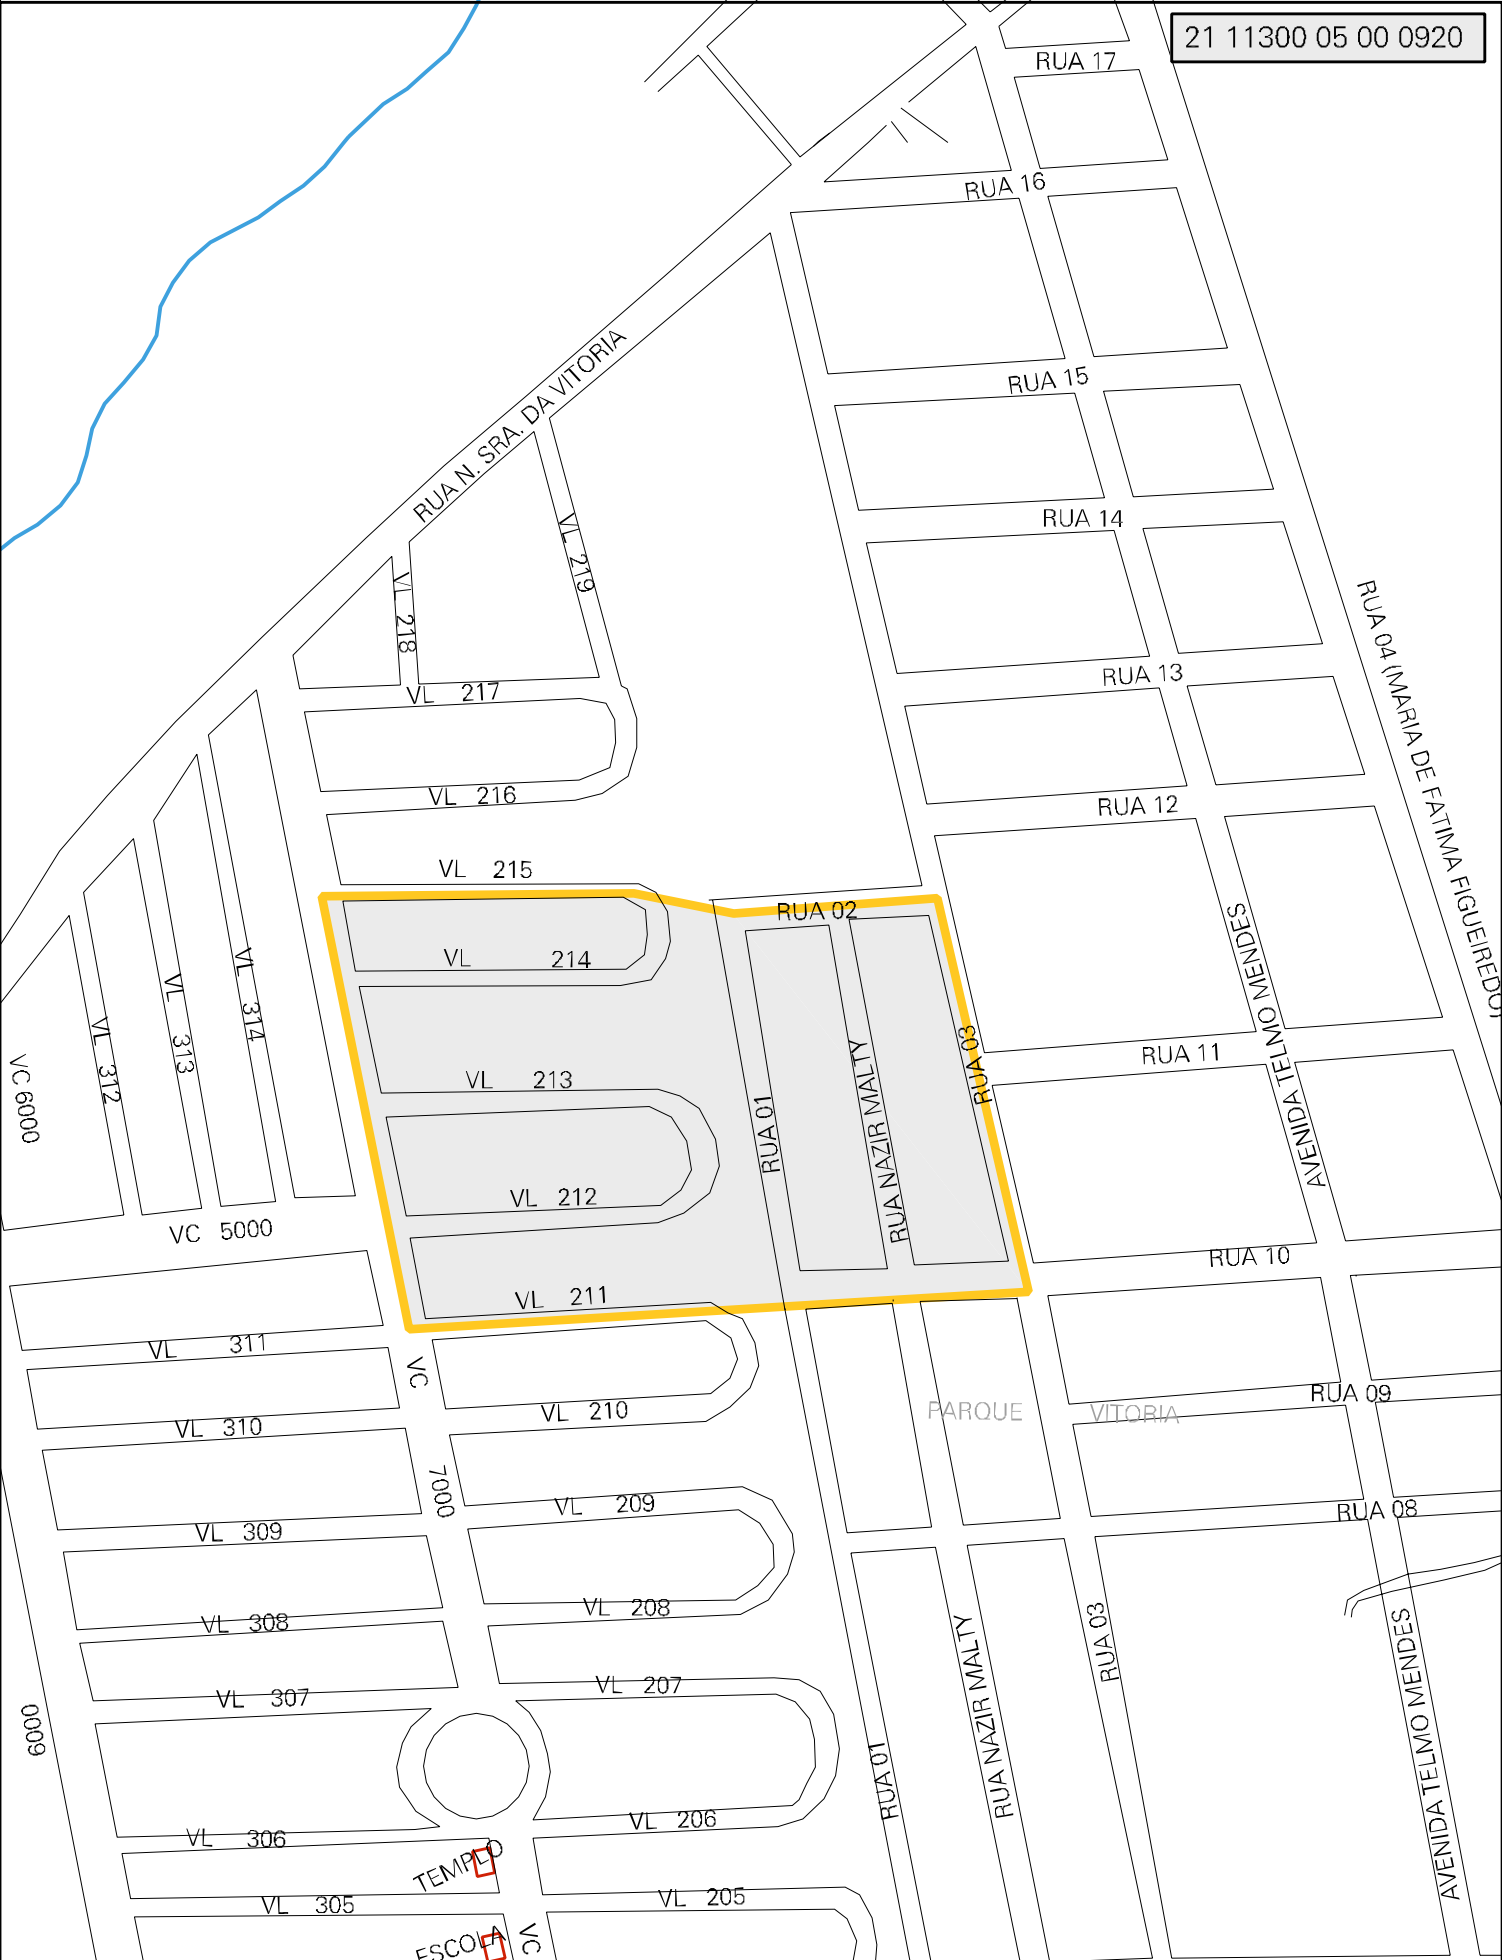 21 11300 05 00 0920
RUA 17
RUA 16
RUA N. SRA. DA VITORIA
RUA 15
RUA 14
VL 219
VL 218
RUA 04 (MARIA DE FATIMA FIGUEIREDO)
RUA 13
VL 217
VL 216
RUA 12
VL 215
RUA 02
VL 214
AVENIDA TELMO MENDES
VL 314
VL 313
VL 312
VC 6000
VL 213
RUA 01
RUA NAZIR MALTY
RUA 03
RUA 11
VL 212
VC 5000
RUA 10
VL 211
VL 311
VC 7000
VL 210
PARQUE VITORIA
RUA 09
VL 310
VL 209
RUA 08
VL 309
VL 208
VL 308
RUA 03
RUA NAZIR MALTY
AVENIDA TELMO MENDES
VL 207
VL 307
6000
RUA 01
VL 206
VL 306
TEMPLO
VL 305
VL 205
ESCOLA
VC